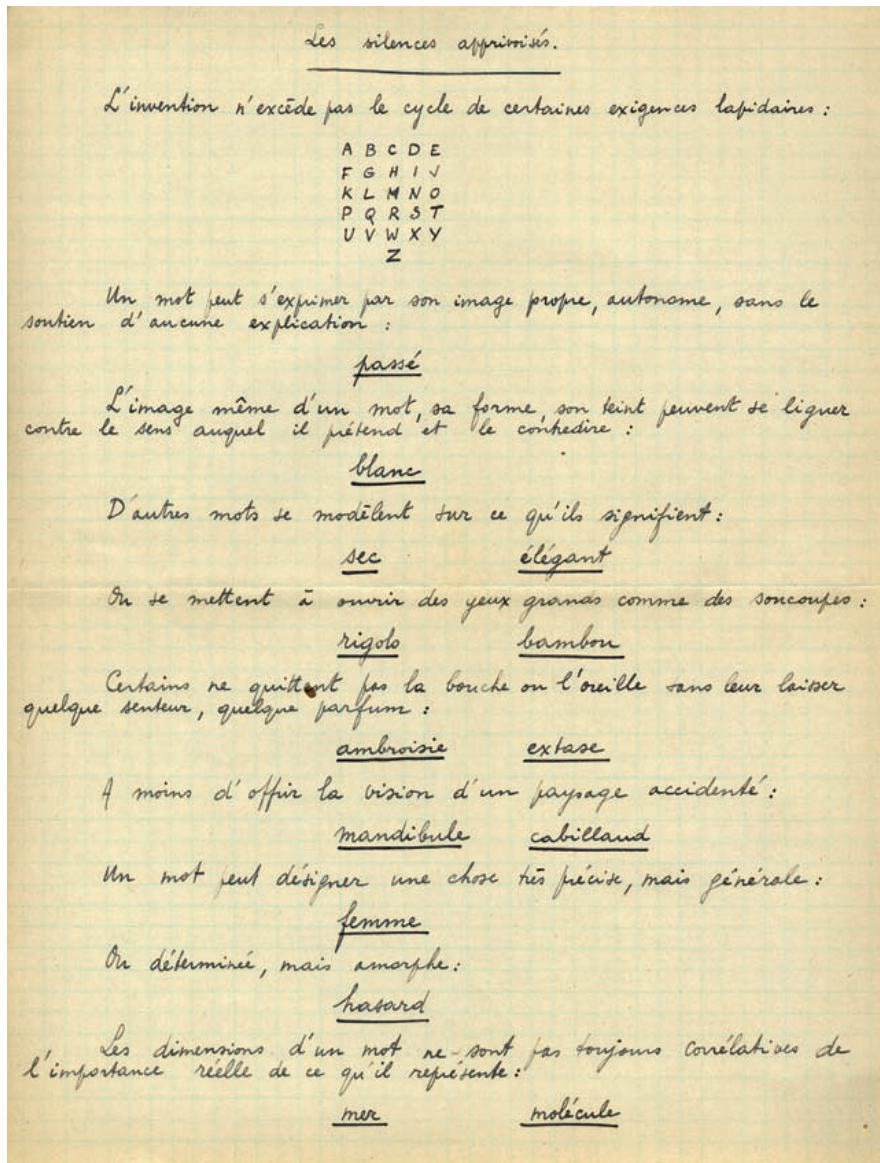 Les silences apprivoisés.
L'invention n'excède pas le cycle de certaines exigences lapidaires :
A B C D E
F G H I J
K L M N O
P Q R S T
U V W X Y
Z
Un mot peut s'exprimer par son image propre, autonome, sans le
soutien d'aucune explication :
passé
L'image même d'un mot, sa forme, son teint peuvent se liguer
contre le sens auquel il prétend et le contredire :
blanc
D'autres mots se modèlent sur ce qu'ils signifient :
sec élégant
Ou se mettent à ouvrir des yeux grands comme des soucoupes :
rigolo bambou
Certains ne quittent pas la bouche ou l'oreille sans leur laisser
quelque senteur, quelque parfum :
ambroisie extase
A moins d'offrir la vision d'un paysage accidenté :
mandibule cabillaud
Un mot peut désigner une chose très précise, mais générale :
femme
Ou déterminée, mais amorphe :
hasard
Les dimensions d'un mot ne sont pas toujours corrélatives de
l'importance réelle de ce qu'il représente :
mer molécule